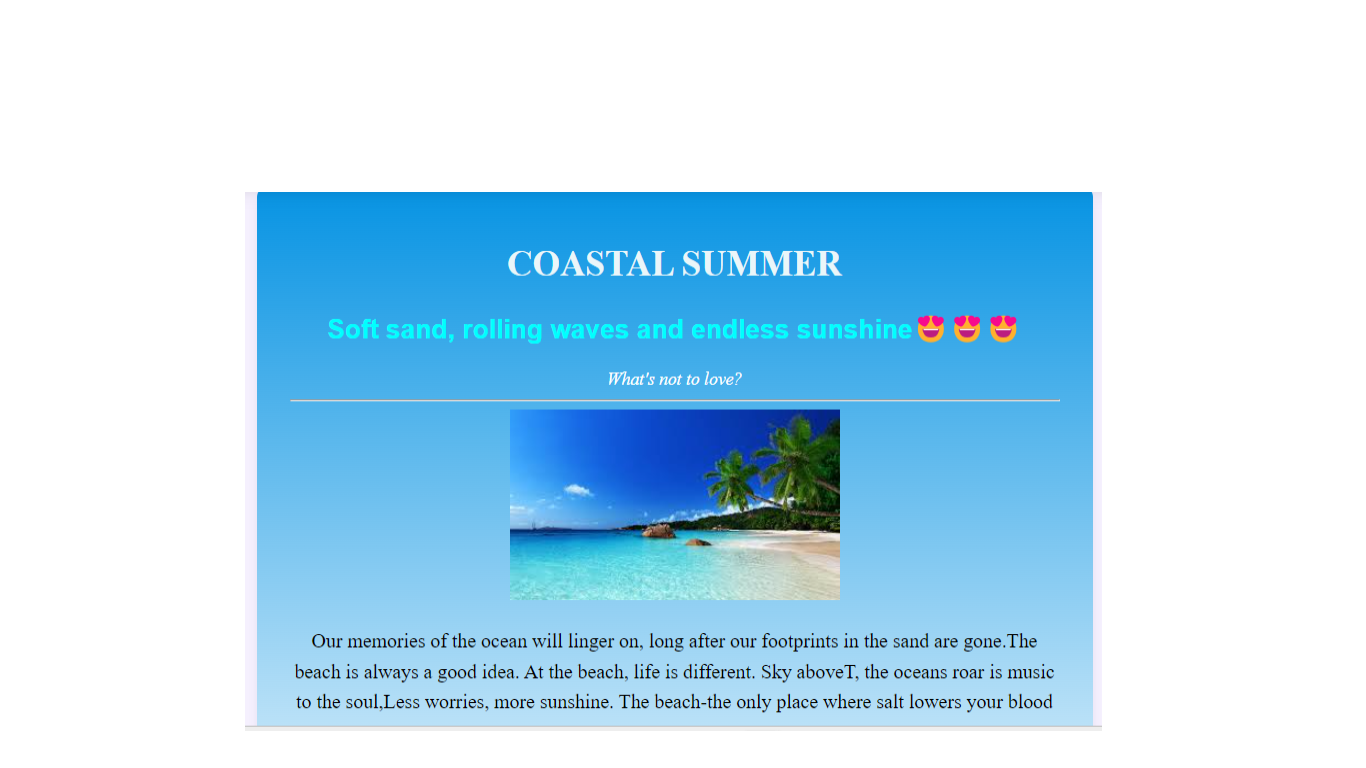 COASTAL SUMMER
Soft sand, rolling waves and endless sunshine😍😍😍
What's not to love?
Our memories of the ocean will linger on, long after our footprints in the sand are gone.The
beach is always a good idea. At the beach, life is different. Sky aboveT, the oceans roar is music
to the soul,Less worries, more sunshine. The beach-the only place where salt lowers your blood